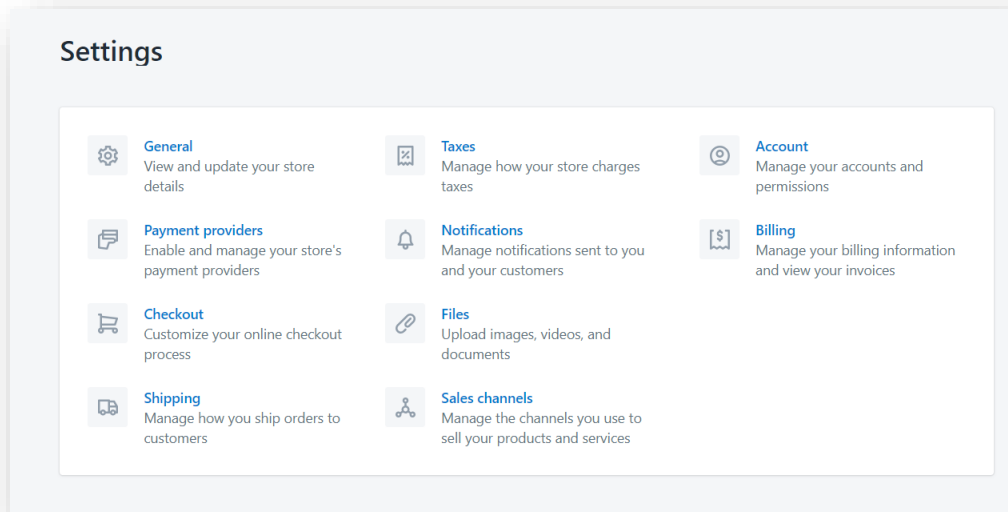 Settings
General
View and update your store
details
Payment providers
Enable and manage your store's
payment providers
Checkout
Customize your online checkout
process
Shipping
Manage how you ship orders to
customers
Taxes
Manage how your store charges
taxes
Notifications
Manage notifications sent to you
and your customers
Files
Upload images, videos, and
documents
Sales channels
Manage the channels you use to
sell your products and services
Account
Manage your accounts and
permissions
Billing
Manage your billing information
and view your invoices